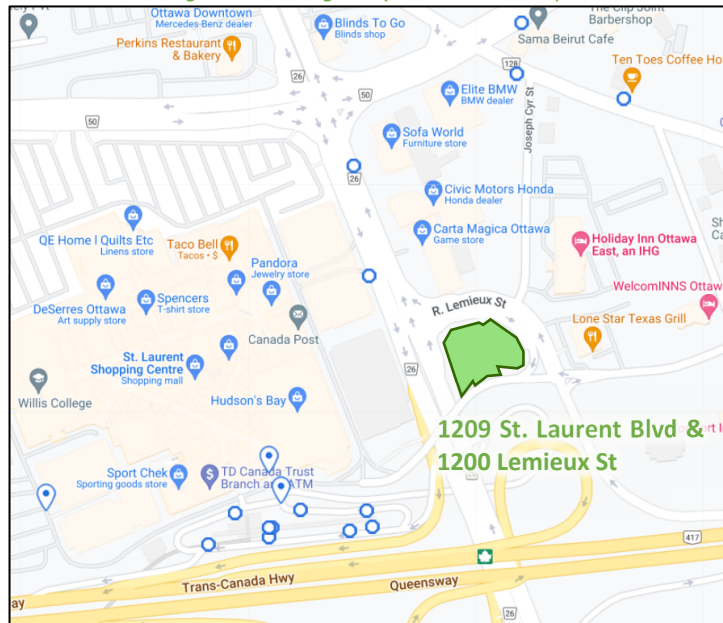 Ottawa Downtown
Mercedes-Benz dealer
Blinds To Go
Blinds shop
Barbershop
Sama Beirut Cafe
Perkins Restaurant
& Bakery
26
50
128
Ten Toes Coffee Ho
Elite BMW
BMW dealer
50
Sofa World
Furniture store
Joseph Cyr St
26
Civic Motors Honda
Honda dealer
QE Home | Quilts Etc
Linens store
Taco Bell
Tacos • $
Carta Magica Ottawa
Game store
Holiday Inn Ottawa
East, an IHG
Pandora
Jewelry store
DeSerres Ottawa
Art supply store
Spencers
T-shirt store
WelcomINNS Ottaw
R. Lemieux St
Canada Post
Lone Star Texas Grill
St. Laurent
Shopping Centre
Shopping mall
26
Willis College
Hudson's Bay
1209 St. Laurent Blvd &
1200 Lemieux St
Sport Chek
Sporting goods store
TD Canada Trust
Branch an ATM
417
Trans-Canada Hwy
Queensway
ay
26